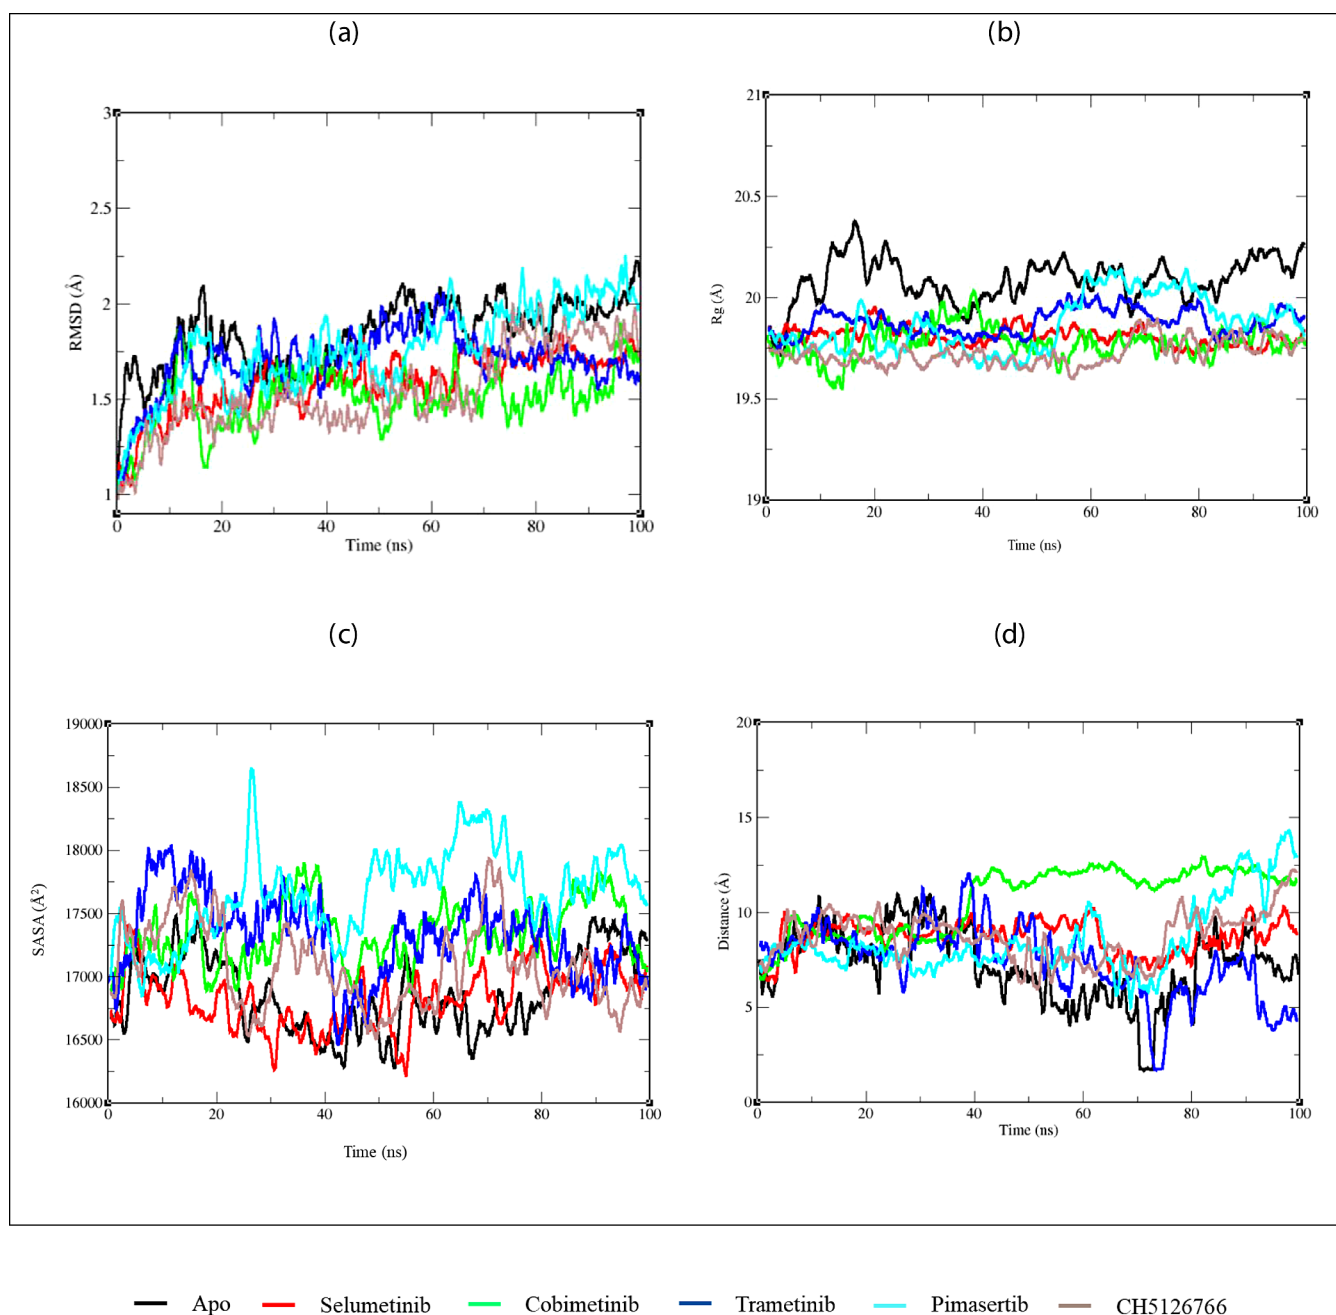 (a)
3
2.5
2
1.5
1
RMSD (Å)
0 20 40 60 80 100
Time (ns)
(b)
21
20.5
20
19.5
19
Rg (Å)
0 20 40 60 80 100
Time (ns)
(c)
19000
18500
18000
17500
17000
16500
16000
SASA (Å²)
0 20 40 60 80 100
Time (ns)
(d)
20
15
10
5
0
Distance (Å)
0 20 40 60 80 100
Time (ns)
Apo Selumetinib Cobimetinib Trametinib Pimasertib CH5126766